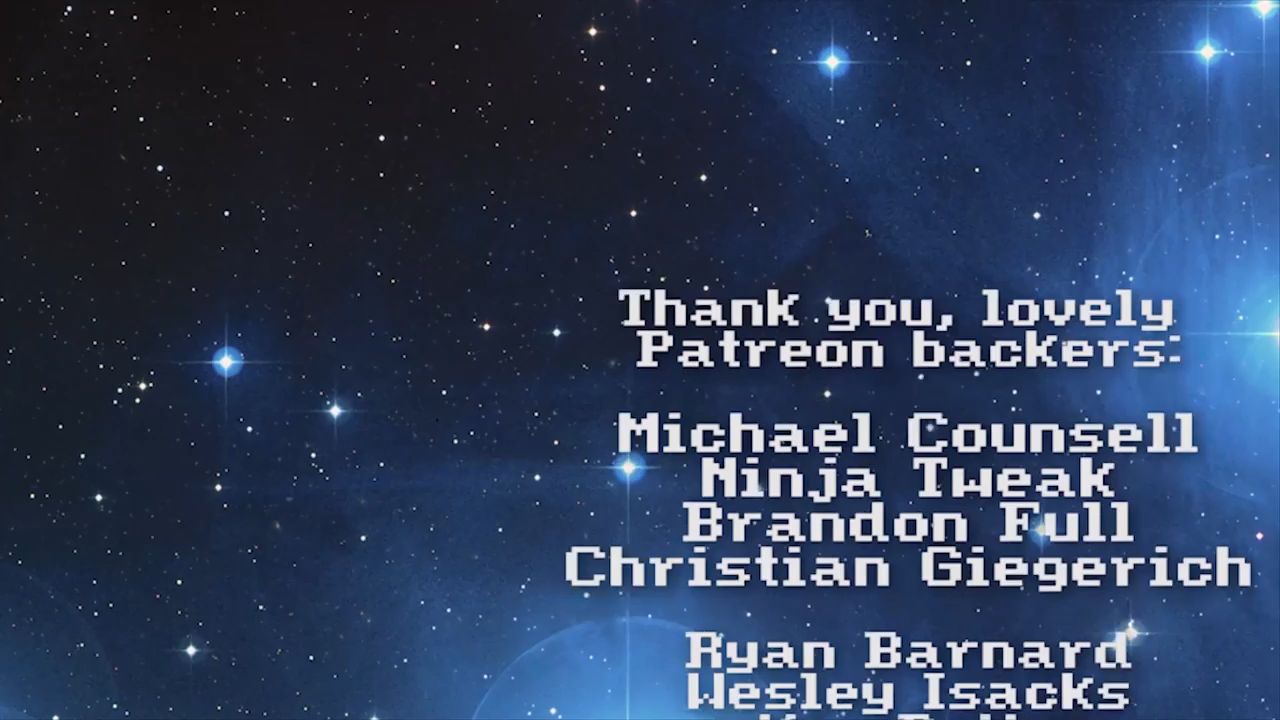 Thank you, lovely
Patreon backers:
Michael Counsell
Ninja Tweak
Brandon Full
Christian Giegerich
Ryan Barnard
Wesley Isacks